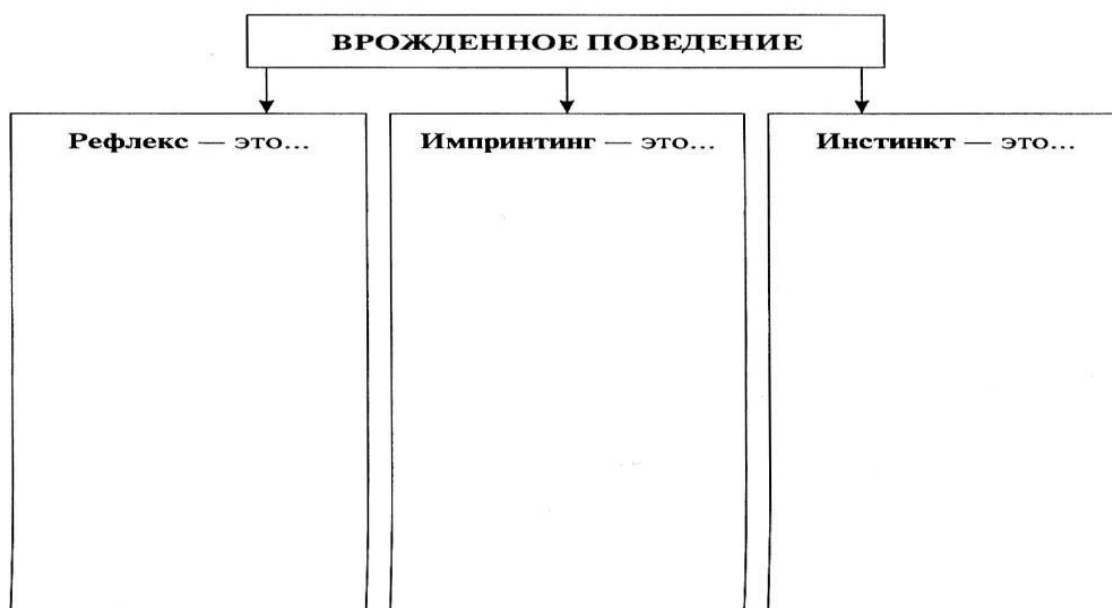 ВРОЖДЕННОЕ ПОВЕДЕНИЕ
Рефлекс — это...
Импринтинг — это...
Инстинкт — это...